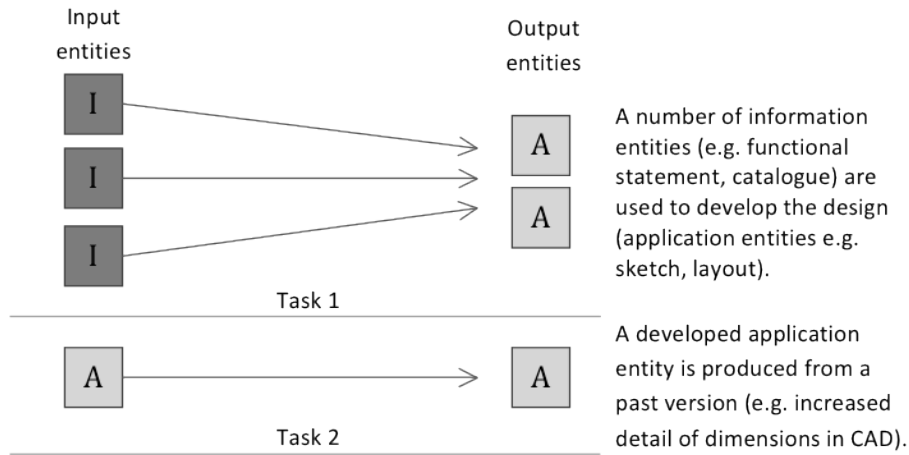 Input
entities
Output
entities
I
I
I
A
A
A number of information
entities (e.g. functional
statement, catalogue) are
used to develop the design
(application entities e.g.
sketch, layout).
Task 1
A
A
A developed application
entity is produced from a
past version (e.g. increased
detail of dimensions in CAD).
Task 2